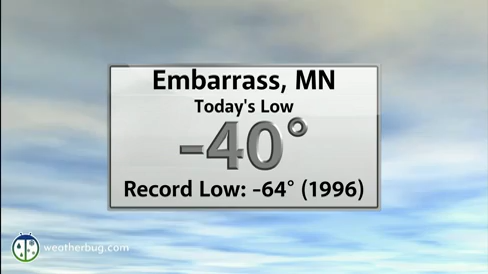 Embarrass, MN
Today's Low
-40°
Record Low: -64° (1996)
weatherbug.com